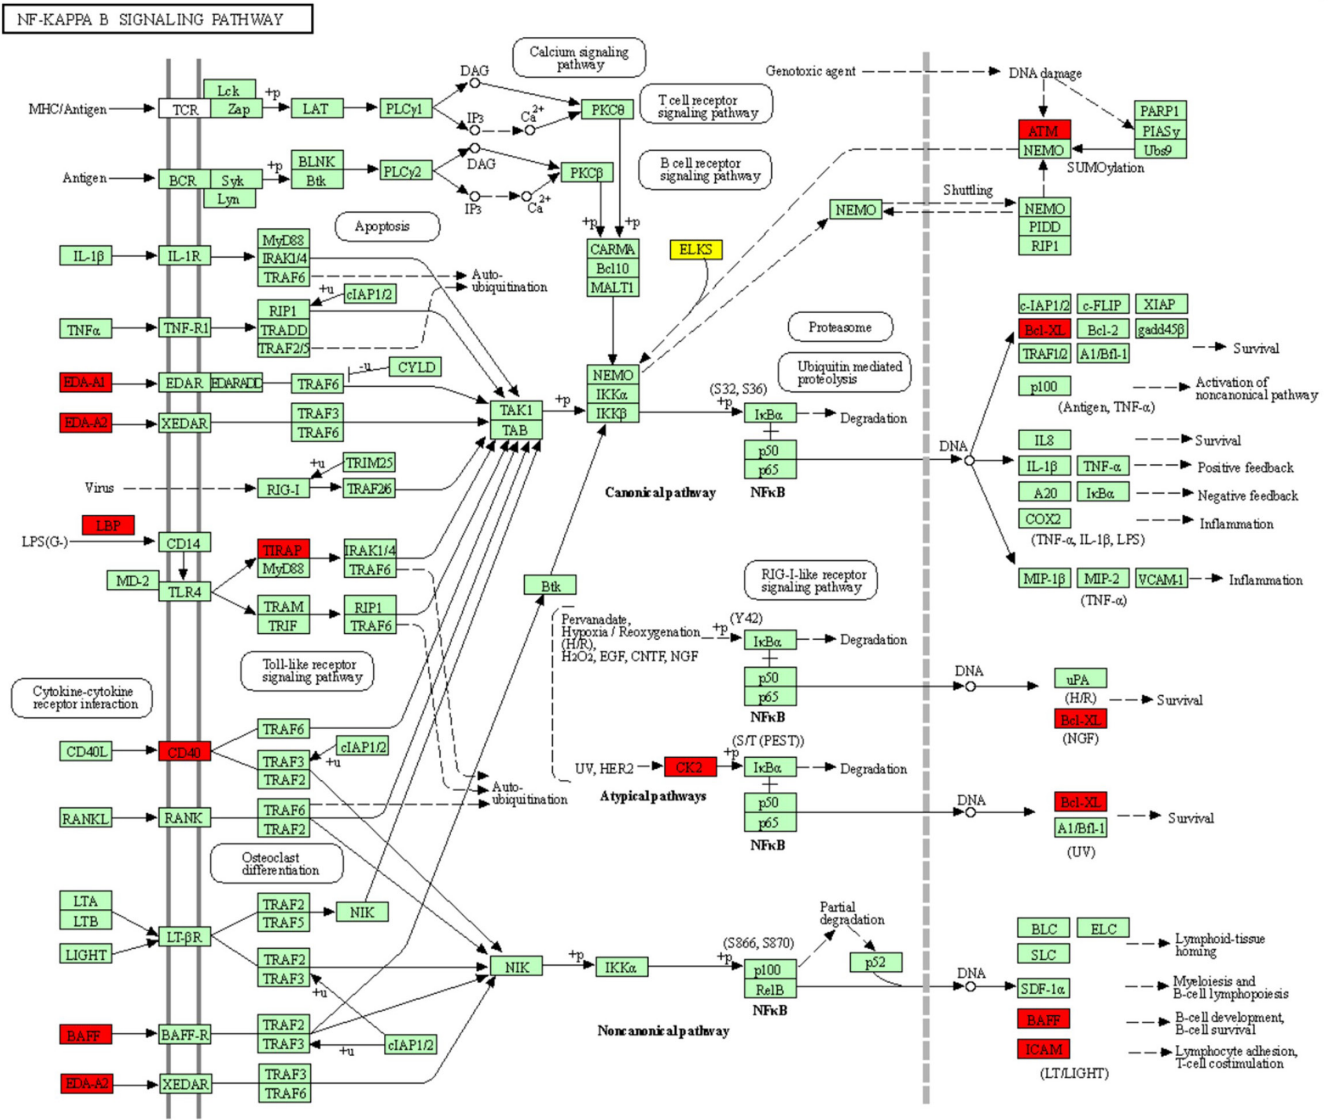 NF-KAPPA B SIGNALING PATHWAY
Calcium signaling
pathway
T cell receptor
signaling pathway
B cell receptor
signaling pathway
MHC/Antigen
TCR
Lck
Zap
+p
LAT
PLCγ1
DAG
IP3
Ca2+
PKCθ
Antigen
BCR
Syk
Lyn
+p
BLNK
Btk
PLCγ2
DAG
IP3
Ca2+
PKCβ
+p
+p
CARMA
Bcl10
MALT1
ELKS
Genotoxic agent
DNA damage
ATM
NEMO
PARP1
PIASy
Ubs9
SUMOylation
Shuttling
NEMO
NEMO
PIDD
RIP1
Apoptosis
IL-1β
IL-1R
MyD88
IRAK1/4
TRAF6
Auto-
ubiquitination
TNFα
TNF-R1
RIP1
TRADD
TRAF2/5
+u
cIAP1/2
EDA-A1
EDAR
EDARADD
TRAF6
-u
CYLD
EDA-A2
XEDAR
TRAF3
TRAF6
TAK1
TAB
+p
NEMO
IKKα
IKKβ
Proteasome
Ubiquitin mediated
proteolysis
(S32, S36)
+p
IκBα
Degradation
p50
p65
NFκB
Canonical pathway
DNA
c-IAP1/2
c-FLIP
XIAP
Bcl-XL
Bcl-2
gadd45β
TRAF1/2
A1/Bfl-1
Survival
p100
(Antigen, TNF-α)
Activation of
noncanonical pathway
IL8
Survival
IL-1β
TNF-α
Positive feedback
A20
IκBα
Negative feedback
COX2
Inflammation
(TNF-α, IL-1β, LPS)
MIP-1β
MIP-2
VCAM-1
Inflammation
(TNF-α)
Virus
RIG-I
+u
TRIM25
TRAF2/6
LPS(G-)
LBP
CD14
MD-2
TLR4
TIRAP
MyD88
IRAK1/4
TRAF6
TRAM
TRIF
RIP1
TRAF6
Toll-like receptor
signaling pathway
Cytokine-cytokine
receptor interaction
Btk
RIG-I-like receptor
signaling pathway
Pervanadate,
Hypoxia / Reoxygenation
(H/R),
H2O2, EGF, CNTF, NGF
+p
(Y42)
IκBα
Degradation
p50
p65
NFκB
DNA
uPA
(H/R)
Bcl-XL
(NGF)
Survival
CD40L
CD40
TRAF6
TRAF3
TRAF2
+u
cIAP1/2
UV, HER2
CK2
+p
(S/T (PEST))
IκBα
Degradation
p50
p65
NFκB
Atypical pathways
DNA
Bcl-XL
A1/Bfl-1
(UV)
Survival
Auto-
ubiquitination
RANKL
RANK
TRAF6
TRAF2
Osteoclast
differentiation
LTA
LTB
LIGHT
LT-βR
TRAF2
TRAF5
NIK
TRAF2
TRAF3
+u
NIK
+p
IKKα
+p
(S866, S870)
p100
RelB
NFκB
Partial
degradation
p52
Noncanonical pathway
DNA
BLC
ELC
SLC
Lymphoid-tissue
homing
SDF-1α
Myeloiesis and
B-cell lymphopoiesis
BAFF
B-cell development,
B-cell survival
ICAM
Lymphocyte adhesion,
T-cell costimulation
(LT/LIGHT)
BAFF
BAFF-R
TRAF2
TRAF3
+u
cIAP1/2
EDA-A2
XEDAR
TRAF3
TRAF6